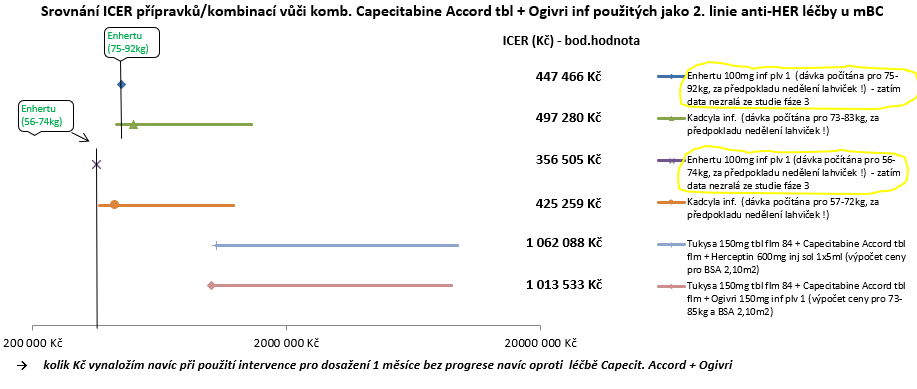 Srovnání ICER přípravků/kombinací vůči komb. Capecitabine Accord tbl + Ogivri inf použitých jako 2. linie anti-HER léčby u mBC
Enhertu
(75-92kg)
Enhertu
(56-74kg)
ICER (Kč) - bod.hodnota
447 466 Kč
Enhertu 100mg inf plv 1 (dávka počítána pro 75-
92kg, za předpokladu nedělení lahviček !) - zatím
data nezralá ze studie fáze 3
497 280 Kč
Kadcyla inf. (dávka počítána pro 73-83kg, za
předpokladu nedělení lahviček !)
356 505 Kč
Enhertu 100mg inf plv 1 (dávka počítána pro 56-
74kg, za předpokladu nedělení lahviček !) - zatím
data nezralá ze studie fáze 3
425 259 Kč
Kadcyla inf. (dávka počítána pro 57-72kg, za
předpokladu nedělení lahviček !)
1 062 088 Kč
Tukysa 150mg tbl flm 84 + Capecitabine Accord tbl
flm + Herceptin 600mg inj sol 1x5ml (výpočet ceny
pro BSA 2,10m2)
1 013 533 Kč
Tukysa 150mg tbl flm 84 + Capecitabine Accord tbl
flm + Ogivri 150mg inf plv 1 (výpočet ceny pro 73-
85kg a BSA 2,10m2)
200 000 Kč
2000 000 Kč
20000 000 Kč
→ kolik Kč vynaložím navíc při použití intervence pro dosažení 1 měsíce bez progrese navíc oproti léčbě Capecit. Accord + Ogivri